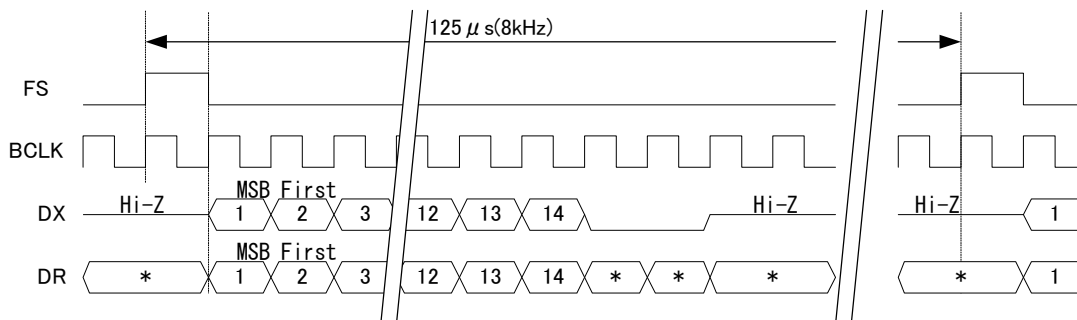 125μs(8kHz)
FS
BCLK
DX Hi-Z MSB First 1 2 3 12 13 14 Hi-Z Hi-Z 1
DR * MSB First 1 2 3 12 13 14 * * * * 1